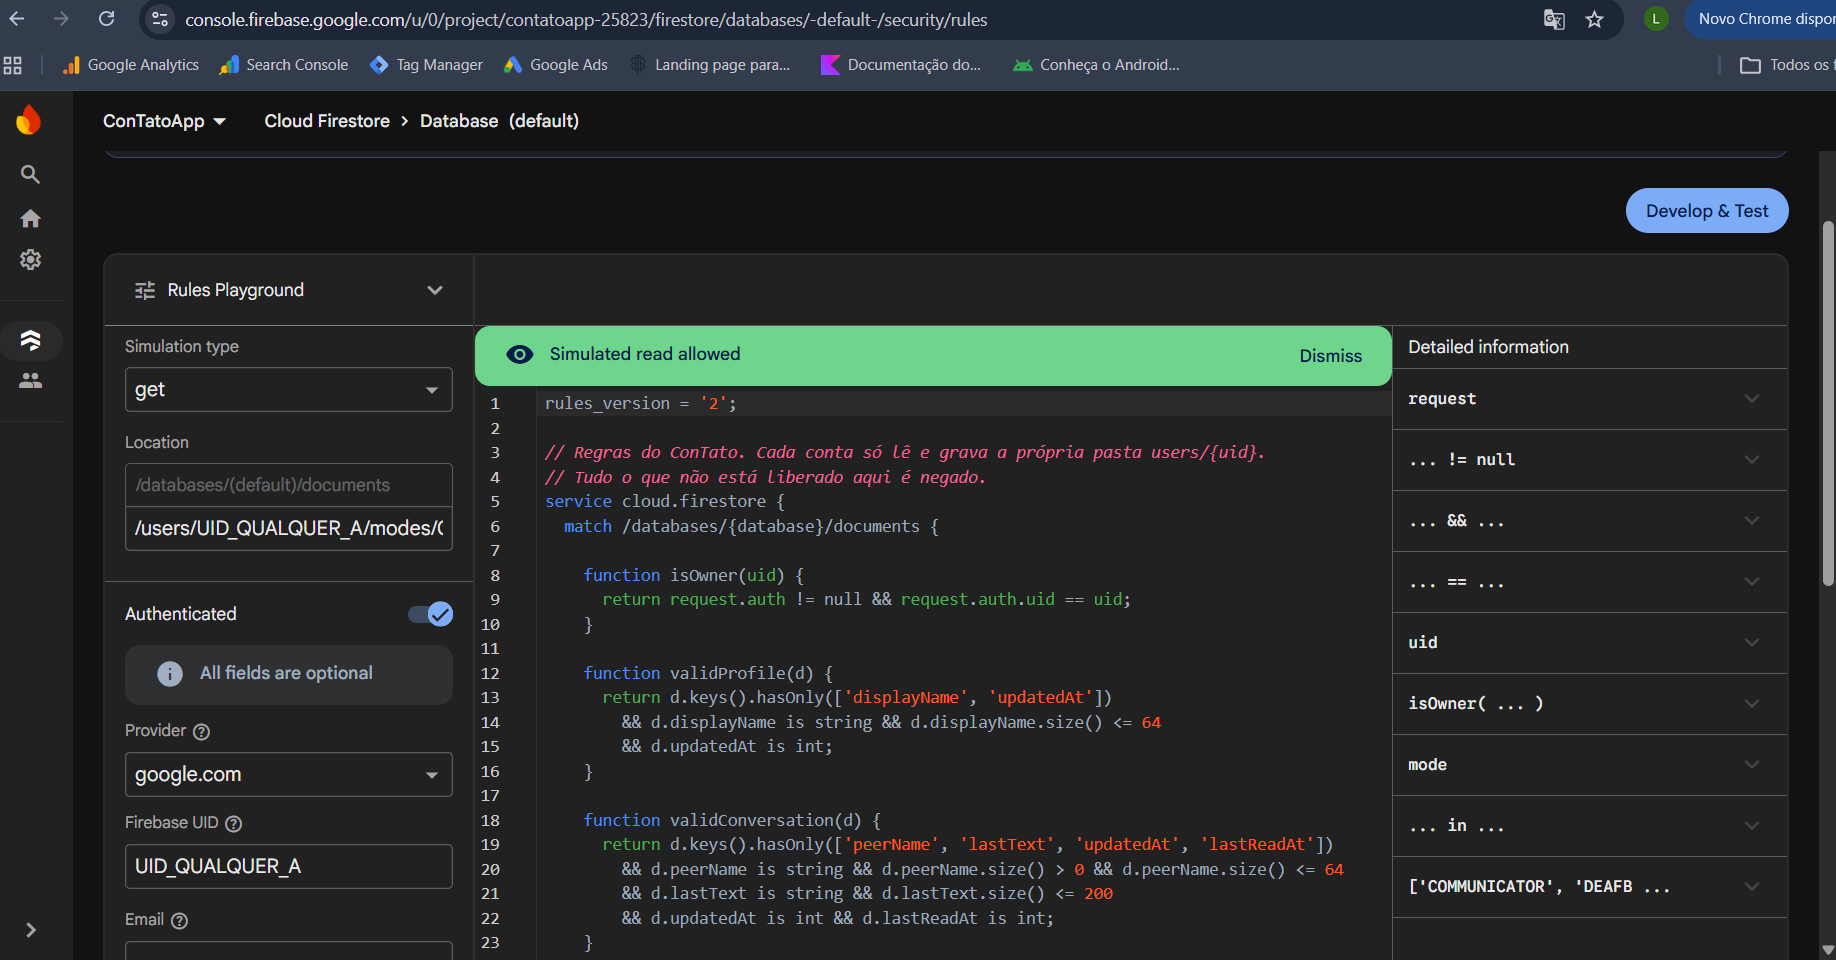 console.firebase.google.com/u/0/project/contatoapp-25823/firestore/databases/-default-/security/rules
L
Novo Chrome dispor
Google Analytics
Search Console
Tag Manager
Google Ads
Landing page para...
Documentação do...
Conheça o Android...
Todos os f
ConTatoApp
Cloud Firestore > Database (default)
Develop & Test
Rules Playground
Simulation type
get
Location
/databases/(default)/documents
/users/UID_QUALQUER_A/modes/C
Authenticated
All fields are optional
Provider
google.com
Firebase UID
UID_QUALQUER_A
Email
Simulated read allowed
Dismiss
1 rules_version = '2';
2
3 // Regras do ConTato. Cada conta só lê e grava a própria pasta users/{uid}.
4 // Tudo o que não está liberado aqui é negado.
5 service cloud.firestore {
6 match /databases/{database}/documents {
7
8 function isOwner(uid) {
9 return request.auth != null && request.auth.uid == uid;
10 }
11
12 function validProfile(d) {
13 return d.keys().hasOnly(['displayName', 'updatedAt'])
14 && d.displayName is string && d.displayName.size() <= 64
15 && d.updatedAt is int;
16 }
17
18 function validConversation(d) {
19 return d.keys().hasOnly(['peerName', 'lastText', 'updatedAt', 'lastReadAt'])
20 && d.peerName is string && d.peerName.size() > 0 && d.peerName.size() <= 64
21 && d.lastText is string && d.lastText.size() <= 200
22 && d.updatedAt is int && d.lastReadAt is int;
23 }
Detailed information
request
... != null
... && ...
... == ...
uid
isOwner( ... )
mode
... in ...
['COMMUNICATOR', 'DEAFB ...